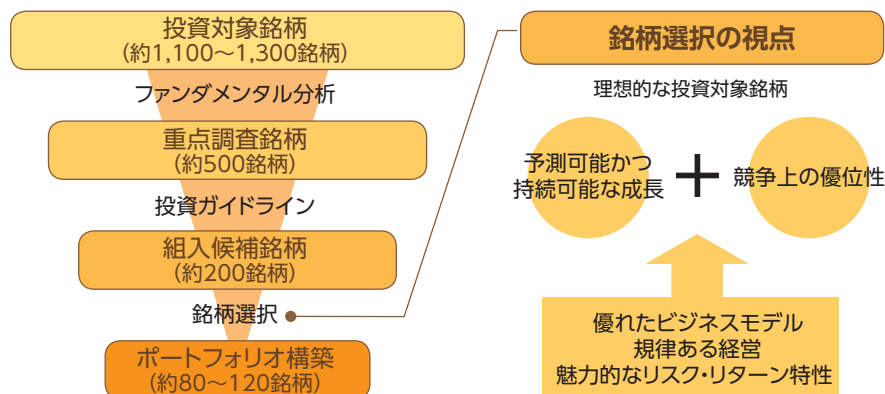 投資対象銘柄
(約1,100～1,300銘柄)
ファンダメンタル分析
重点調査銘柄
(約500銘柄)
投資ガイドライン
組入候補銘柄
(約200銘柄)
銘柄選択
ポートフォリオ構築
(約80～120銘柄)
銘柄選択の視点
理想的な投資対象銘柄
予測可能かつ
持続可能な成長
+
競争上の優位性
優れたビジネスモデル
規律ある経営
魅力的なリスク・リターン特性